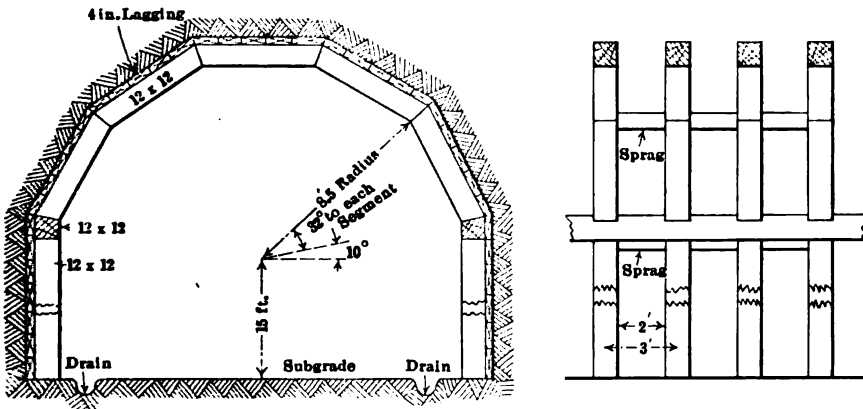 4 in. Lagging
12 x 12
8.5' Radius
32° to each
Segment
10°
12 x 12
12 x 12
15 ft.
Drain
Subgrade
Drain
Sprag
Sprag
2'
3'